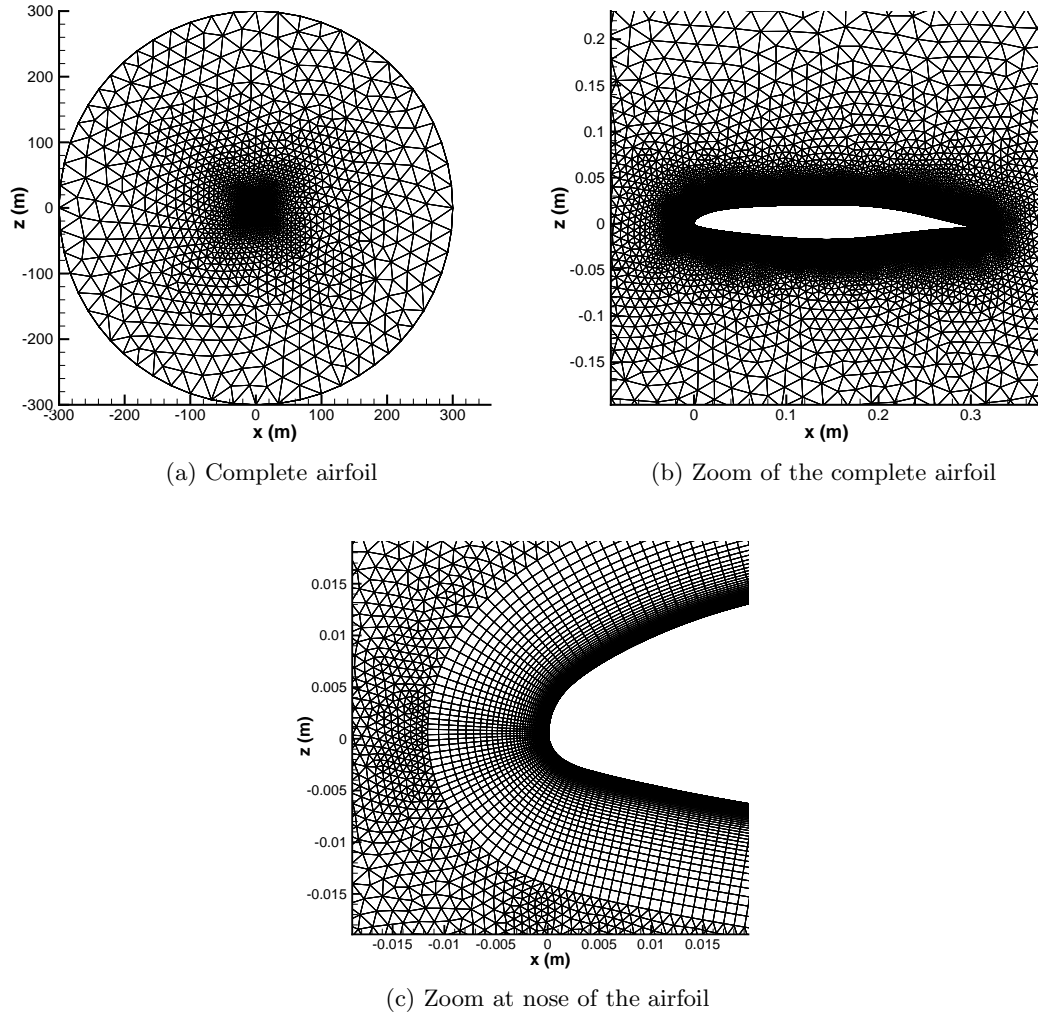 300
200
100
0
-100
-200
-300
z (m)
-300 -200 -100 0 100 200 300
x (m)
(a) Complete airfoil
0.2
0.15
0.1
0.05
0
-0.05
-0.1
-0.15
z (m)
0 0.1 0.2 0.3
x (m)
(b) Zoom of the complete airfoil
0.015
0.01
0.005
0
-0.005
-0.01
-0.015
z (m)
-0.015 -0.01 -0.005 0 0.005 0.01 0.015
x (m)
(c) Zoom at nose of the airfoil